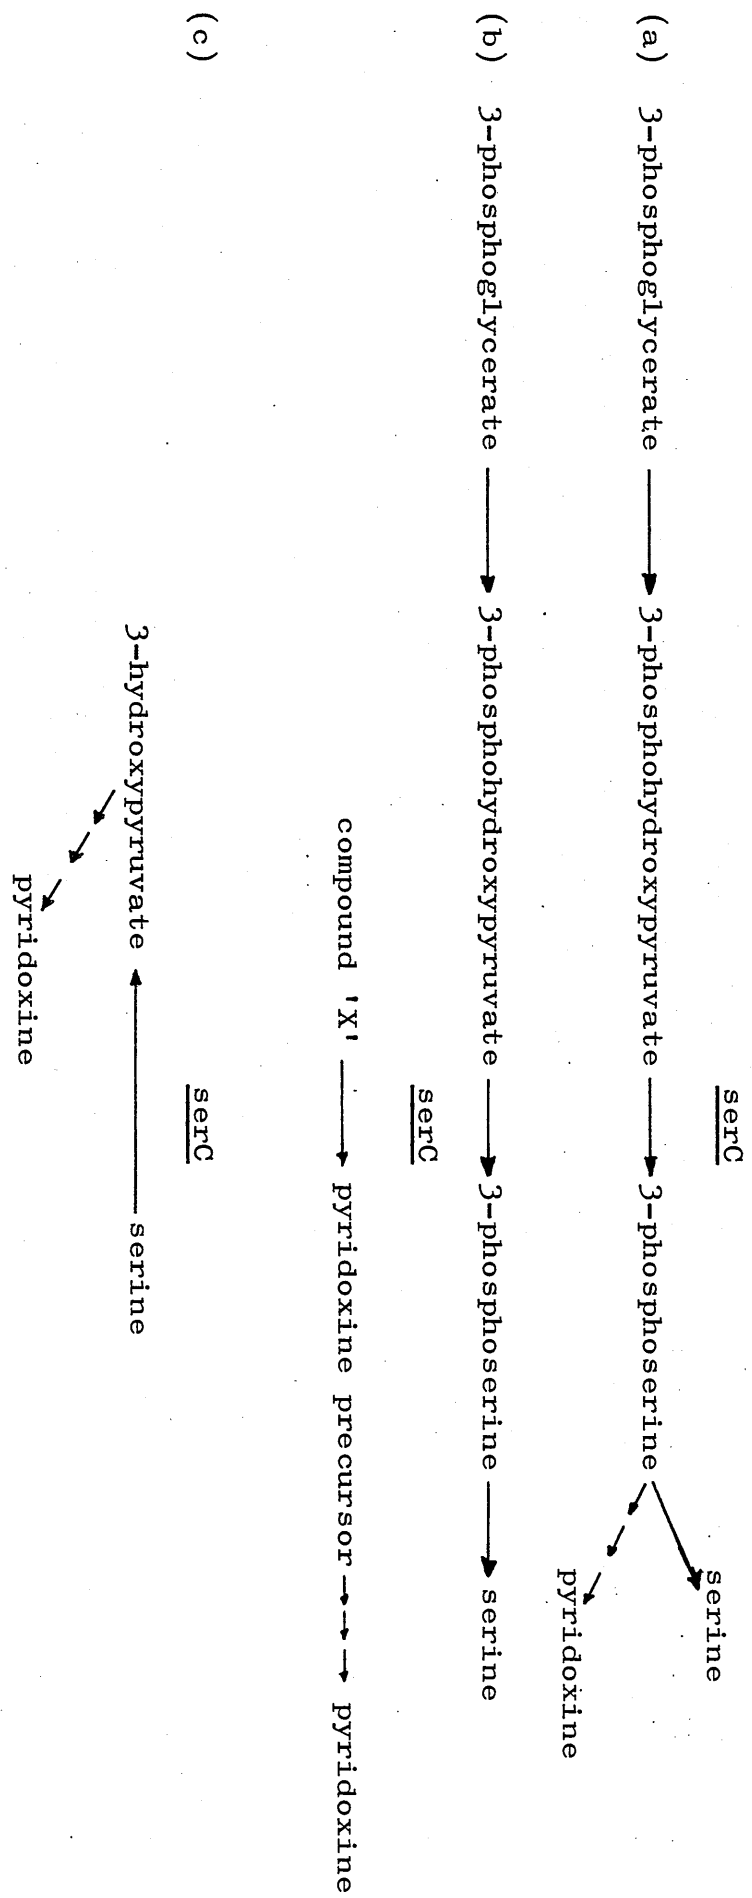 serC
serine
(a) 3-phosphoglycerate → 3-phosphohydroxypyruvate → 3-phosphoserine
pyridoxine
(b) 3-phosphoglycerate → 3-phosphohydroxypyruvate → 3-phosphoserine → serine
serC
compound 'X' → pyridoxine precursor →→→ pyridoxine
(c)
serC
3-hydroxypyruvate ← serine
pyridoxine